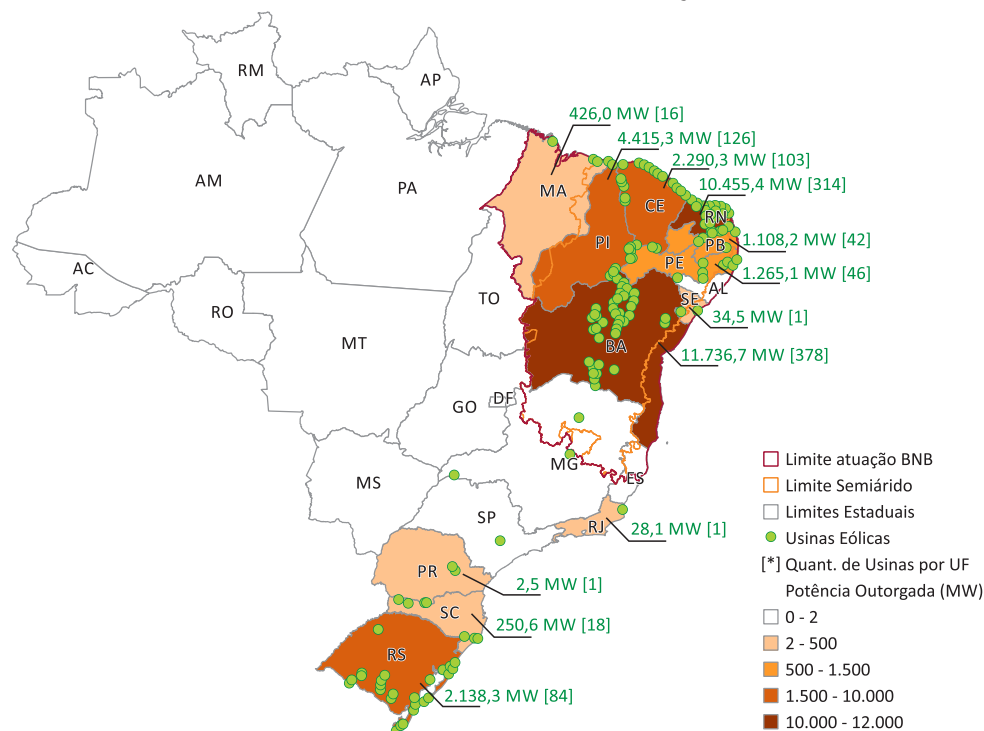 RM
AP
426,0 MW [16]
4.415,3 MW [126]
2.290,3 MW [103]
10.455,4 MW [314]
AM
PA
MA
CE
RN
PI
PB
1.108,2 MW [42]
PE
1.265,1 MW [46]
AC
TO
SE
AL
RO
34,5 MW [1]
MT
BA
11.736,7 MW [378]
GO
DF
MG
Limite atuação BNB
MS
ES
Limite Semiárido
SP
Limites Estaduais
RJ
28,1 MW [1]
Usinas Eólicas
[*] Quant. de Usinas por UF
PR
2,5 MW [1]
Potência Outorgada (MW)
SC
250,6 MW [18]
0 - 2
2 - 500
RS
500 - 1.500
2.138,3 MW [84]
1.500 - 10.000
10.000 - 12.000